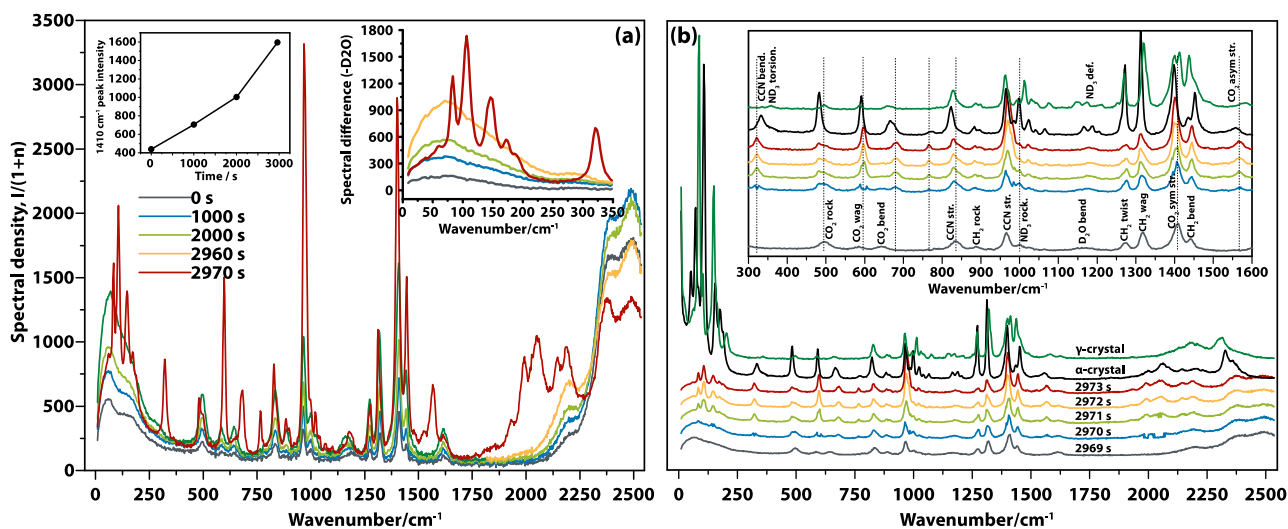 (a)
Spectral density, I/(1+n)
3500
3000
2500
2000
1500
1000
750
500
250
0
0 250 500 750 1000 1250 1500 1750 2000 2250 2500
Wavenumber/cm-1
1410 cm-1 peak intensity
1600
1400
1200
1000
800
600
400
0 1000 2000 3000
Time / s
0 s
1000 s
2000 s
2960 s
2970 s
Spectral difference (-D2O)
1800
1500
1200
900
600
300
0
0 50 100 150 200 250 300 350
Wavenumber/cm-1
(b)
CCN bend.
ND3 torsion.
ND3 def.
CO2 asym str.
CO2 rock
CO2 wag
CO2 bend
CCN str.
CH2 rock
CCN str.
ND3 rock.
D2O bend
CH2 twist
CH2 wag
CO2 sym str.
CH2 bend
300 400 500 600 700 800 900 1000 1100 1200 1300 1400 1500 1600
Wavenumber/cm-1
γ-crystal
α-crystal
2973 s
2972 s
2971 s
2970 s
2969 s
0 250 500 750 1000 1250 1500 1750 2000 2250 2500
Wavenumber/cm-1